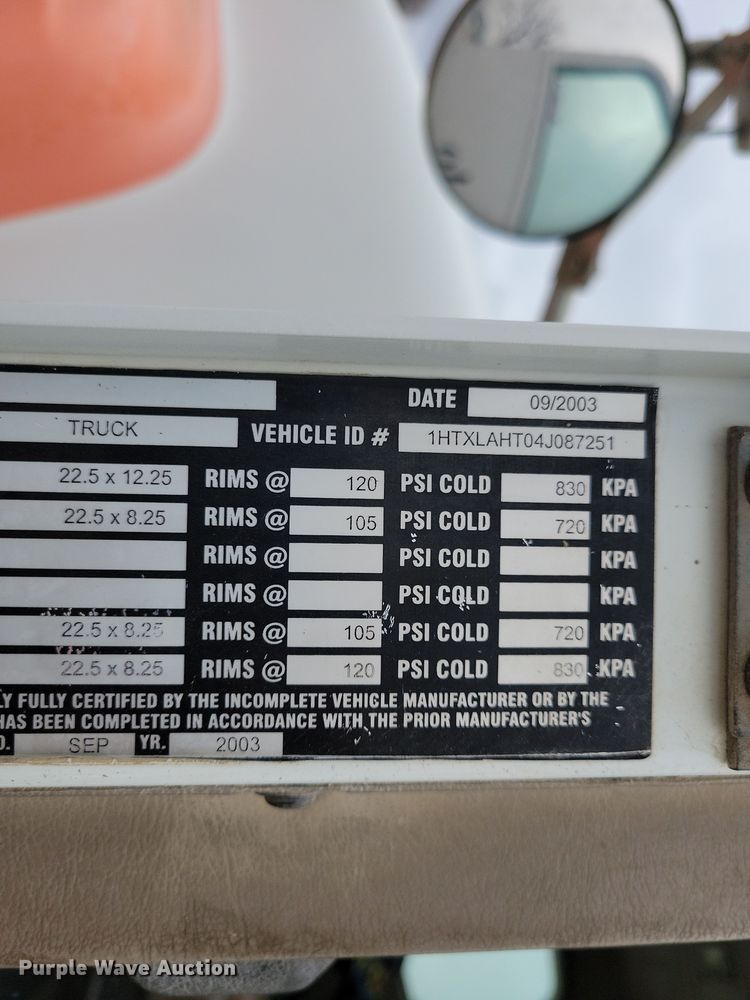 DATE 09/2003
TRUCK VEHICLE ID # 1HTXLAHT04J087251
22.5 x 12.25 RIMS @ 120 PSI COLD 830 KPA
22.5 x 8.25 RIMS @ 105 PSI COLD 720 KPA
RIMS @ PSI COLD KPA
RIMS @ PSI COLD KPA
22.5 x 8.25 RIMS @ 105 PSI COLD 720 KPA
22.5 x 8.25 RIMS @ 120 PSI COLD 830 KPA
LY FULLY CERTIFIED BY THE INCOMPLETE VEHICLE MANUFACTURER OR BY THE
HAS BEEN COMPLETED IN ACCORDANCE WITH THE PRIOR MANUFACTURER'S
O. SEP YR. 2003
Purple Wave Auction